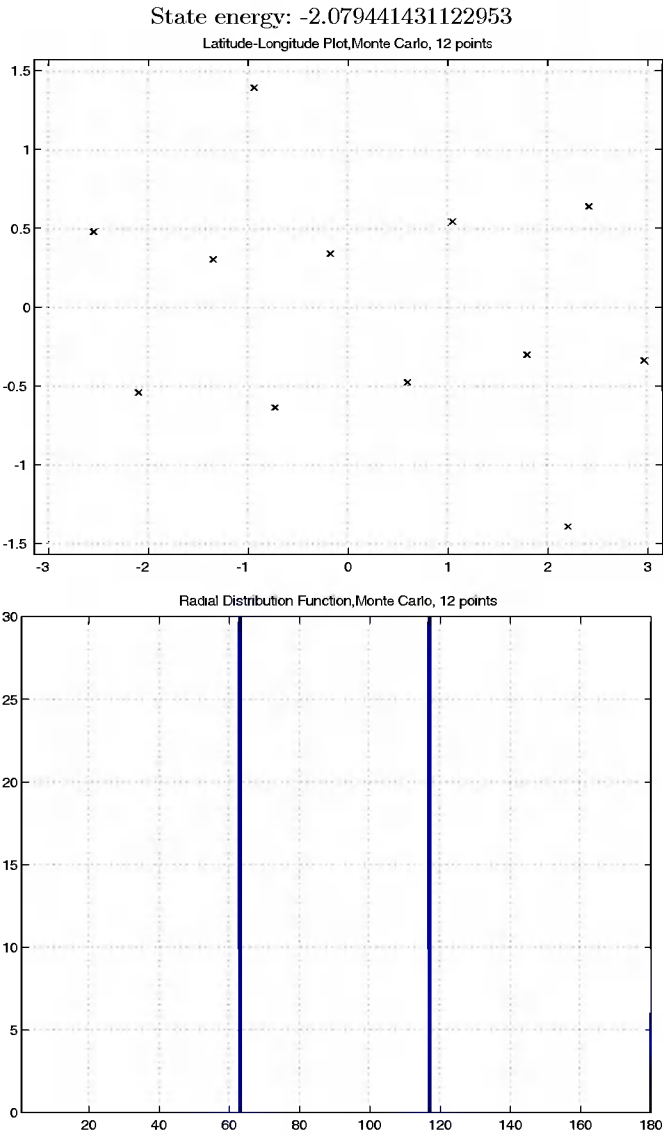 State energy: -2.079441431122953
Latitude-Longitude Plot,Monte Carlo, 12 points
1.5
1
0.5
0
-0.5
-1
-1.5
-3 -2 -1 0 1 2 3
Radial Distribution Function,Monte Carlo, 12 points
30
25
20
15
10
5
0
20 40 60 80 100 120 140 160 180